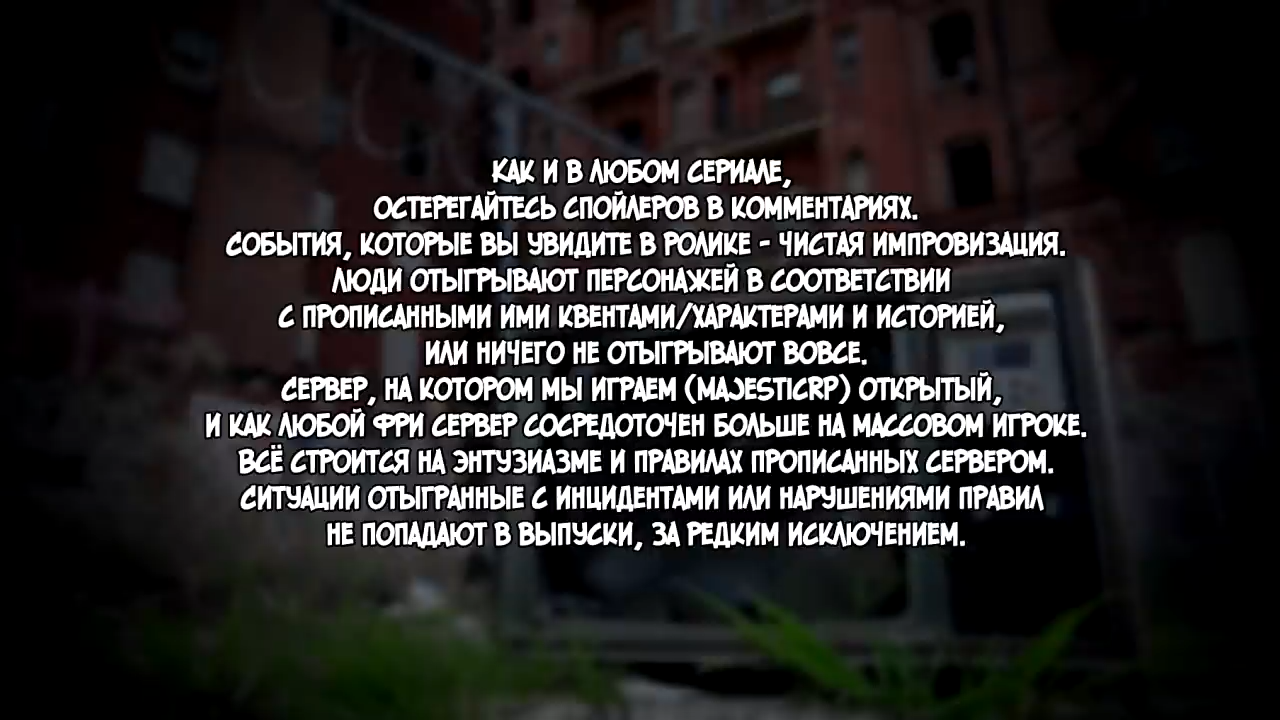 КАК И В ЛЮБОМ СЕРИАЛЕ,
ОСТЕРЕГАЙТЕСЬ СПОЙЛЕРОВ В КОММЕНТАРИЯХ.
СОБЫТИЯ, КОТОРЫЕ ВЫ УВИДИТЕ В РОЛИКЕ - ЧИСТАЯ ИМПРОВИЗАЦИЯ.
ЛЮДИ ОТЫГРЫВАЮТ ПЕРСОНАЖЕЙ В СООТВЕТСТВИИ
С ПРОПИСАННЫМИ ИМИ КВЕНТАМИ/ХАРАКТЕРАМИ И ИСТОРИЕЙ,
ИЛИ НИЧЕГО НЕ ОТЫГРЫВАЮТ ВОВСЕ.
СЕРВЕР, НА КОТОРОМ МЫ ИГРАЕМ (MAJESTICRP) ОТКРЫТЫЙ,
И КАК ЛЮБОЙ ФРИ СЕРВЕР СОСРЕДОТОЧЕН БОЛЬШЕ НА МАССОВОМ ИГРОКЕ.
ВСЁ СТРОИТСЯ НА ЭНТУЗИАЗМЕ И ПРАВИЛАХ ПРОПИСАННЫХ СЕРВЕРОМ.
СИТУАЦИИ ОТЫГРАННЫЕ С ИНЦИДЕНТАМИ ИЛИ НАРУШЕНИЯМИ ПРАВИЛ
НЕ ПОПАДАЮТ В ВЫПУСКИ, ЗА РЕДКИМ ИСКЛЮЧЕНИЕМ.